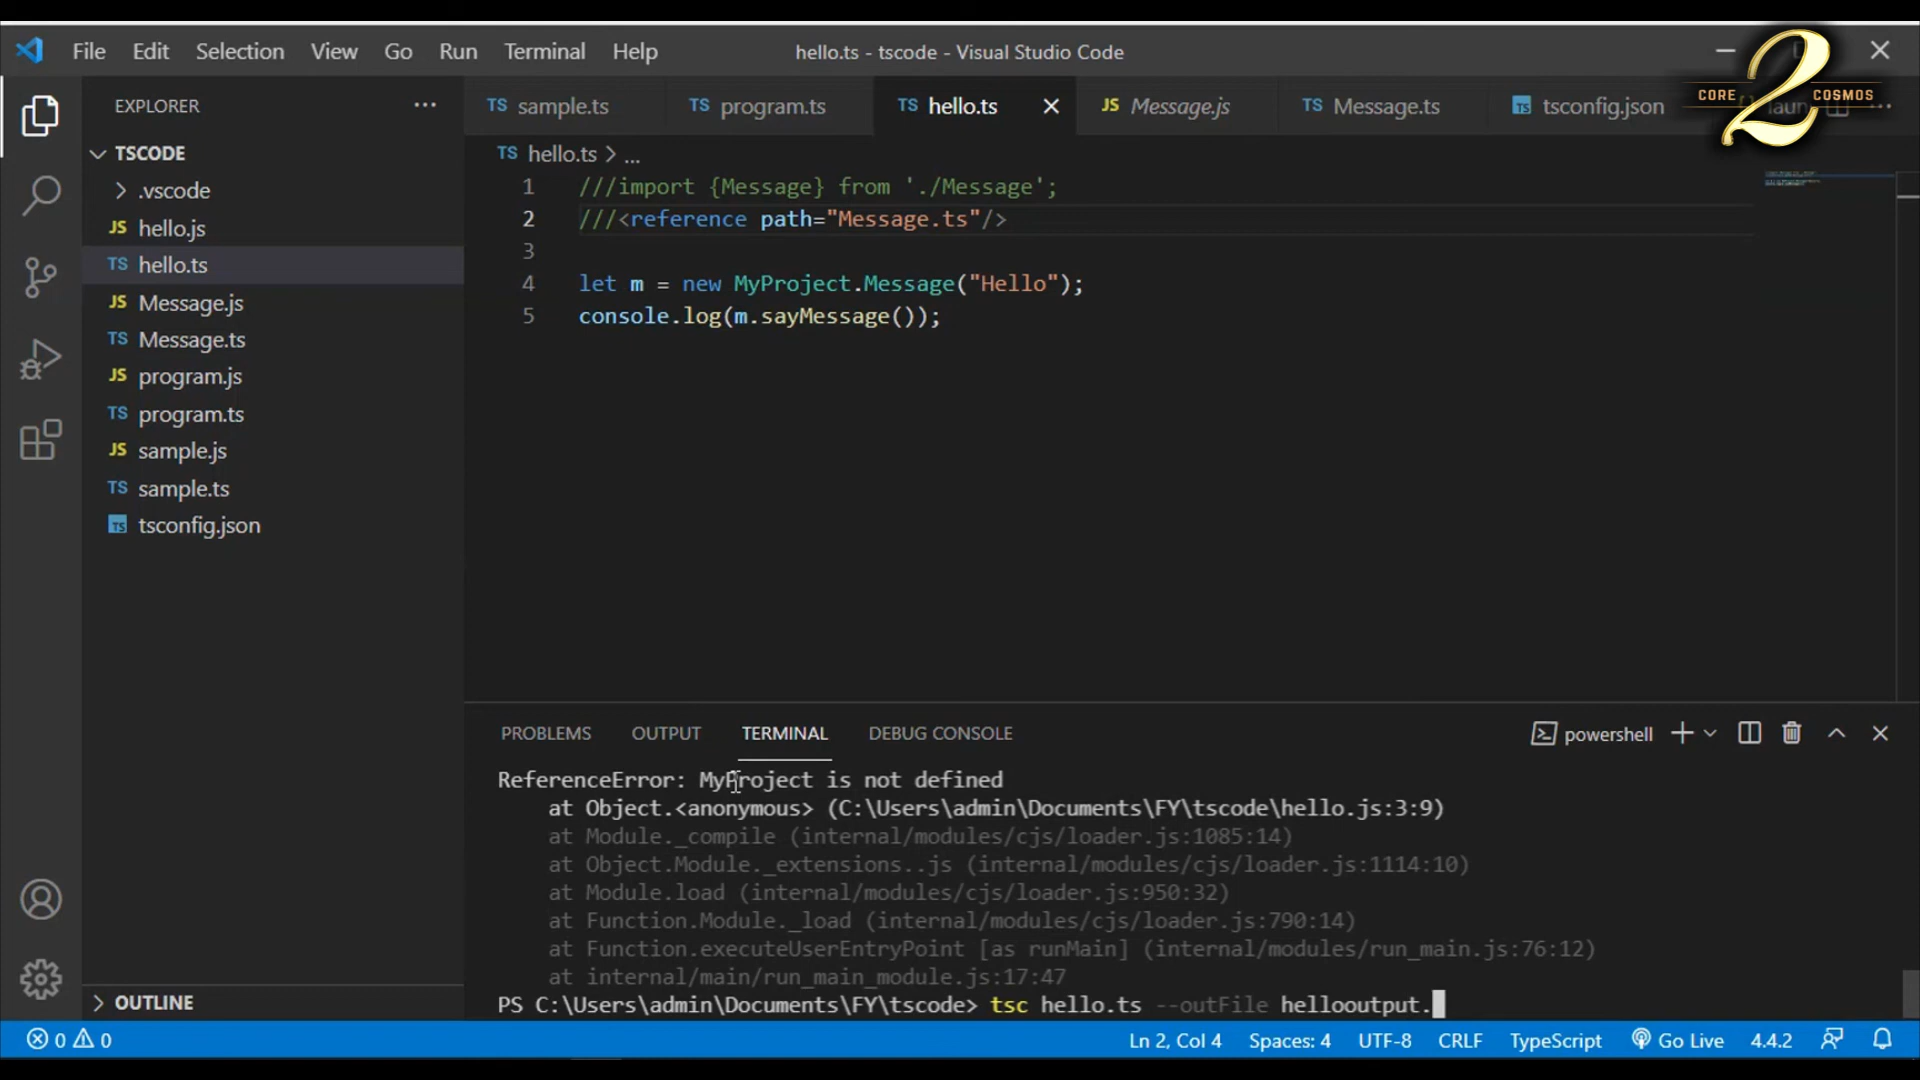 File Edit Selection View Go Run Terminal Help
hello.ts - tscode - Visual Studio Code
CORE 2 COSMOS
EXPLORER
TS sample.ts
TS program.ts
TS hello.ts
JS Message.js
TS Message.ts
TS tsconfig.json
TSCODE
.vscode
JS hello.js
TS hello.ts
JS Message.js
TS Message.ts
JS program.js
TS program.ts
JS sample.js
TS sample.ts
TS tsconfig.json
OUTLINE
TS hello.ts > ...
1 ///import {Message} from './Message';
2 ///<reference path="Message.ts"/>
3
4 let m = new MyProject.Message("Hello");
5 console.log(m.sayMessage());
PROBLEMS OUTPUT TERMINAL DEBUG CONSOLE
powershell
ReferenceError: MyProject is not defined
at Object.<anonymous> (C:\Users\admin\Documents\FY\tscode\hello.js:3:9)
at Module._compile (internal/modules/cjs/loader.js:1085:14)
at Object.Module._extensions..js (internal/modules/cjs/loader.js:1114:10)
at Module.load (internal/modules/cjs/loader.js:950:32)
at Function.Module._load (internal/modules/cjs/loader.js:790:14)
at Function.executeUserEntryPoint [as runMain] (internal/modules/run_main.js:76:12)
at internal/main/run_main_module.js:17:47
PS C:\Users\admin\Documents\FY\tscode> tsc hello.ts --outFile hellooutput.
0 0
Ln 2, Col 4 Spaces: 4 UTF-8 CRLF TypeScript Go Live 4.4.2